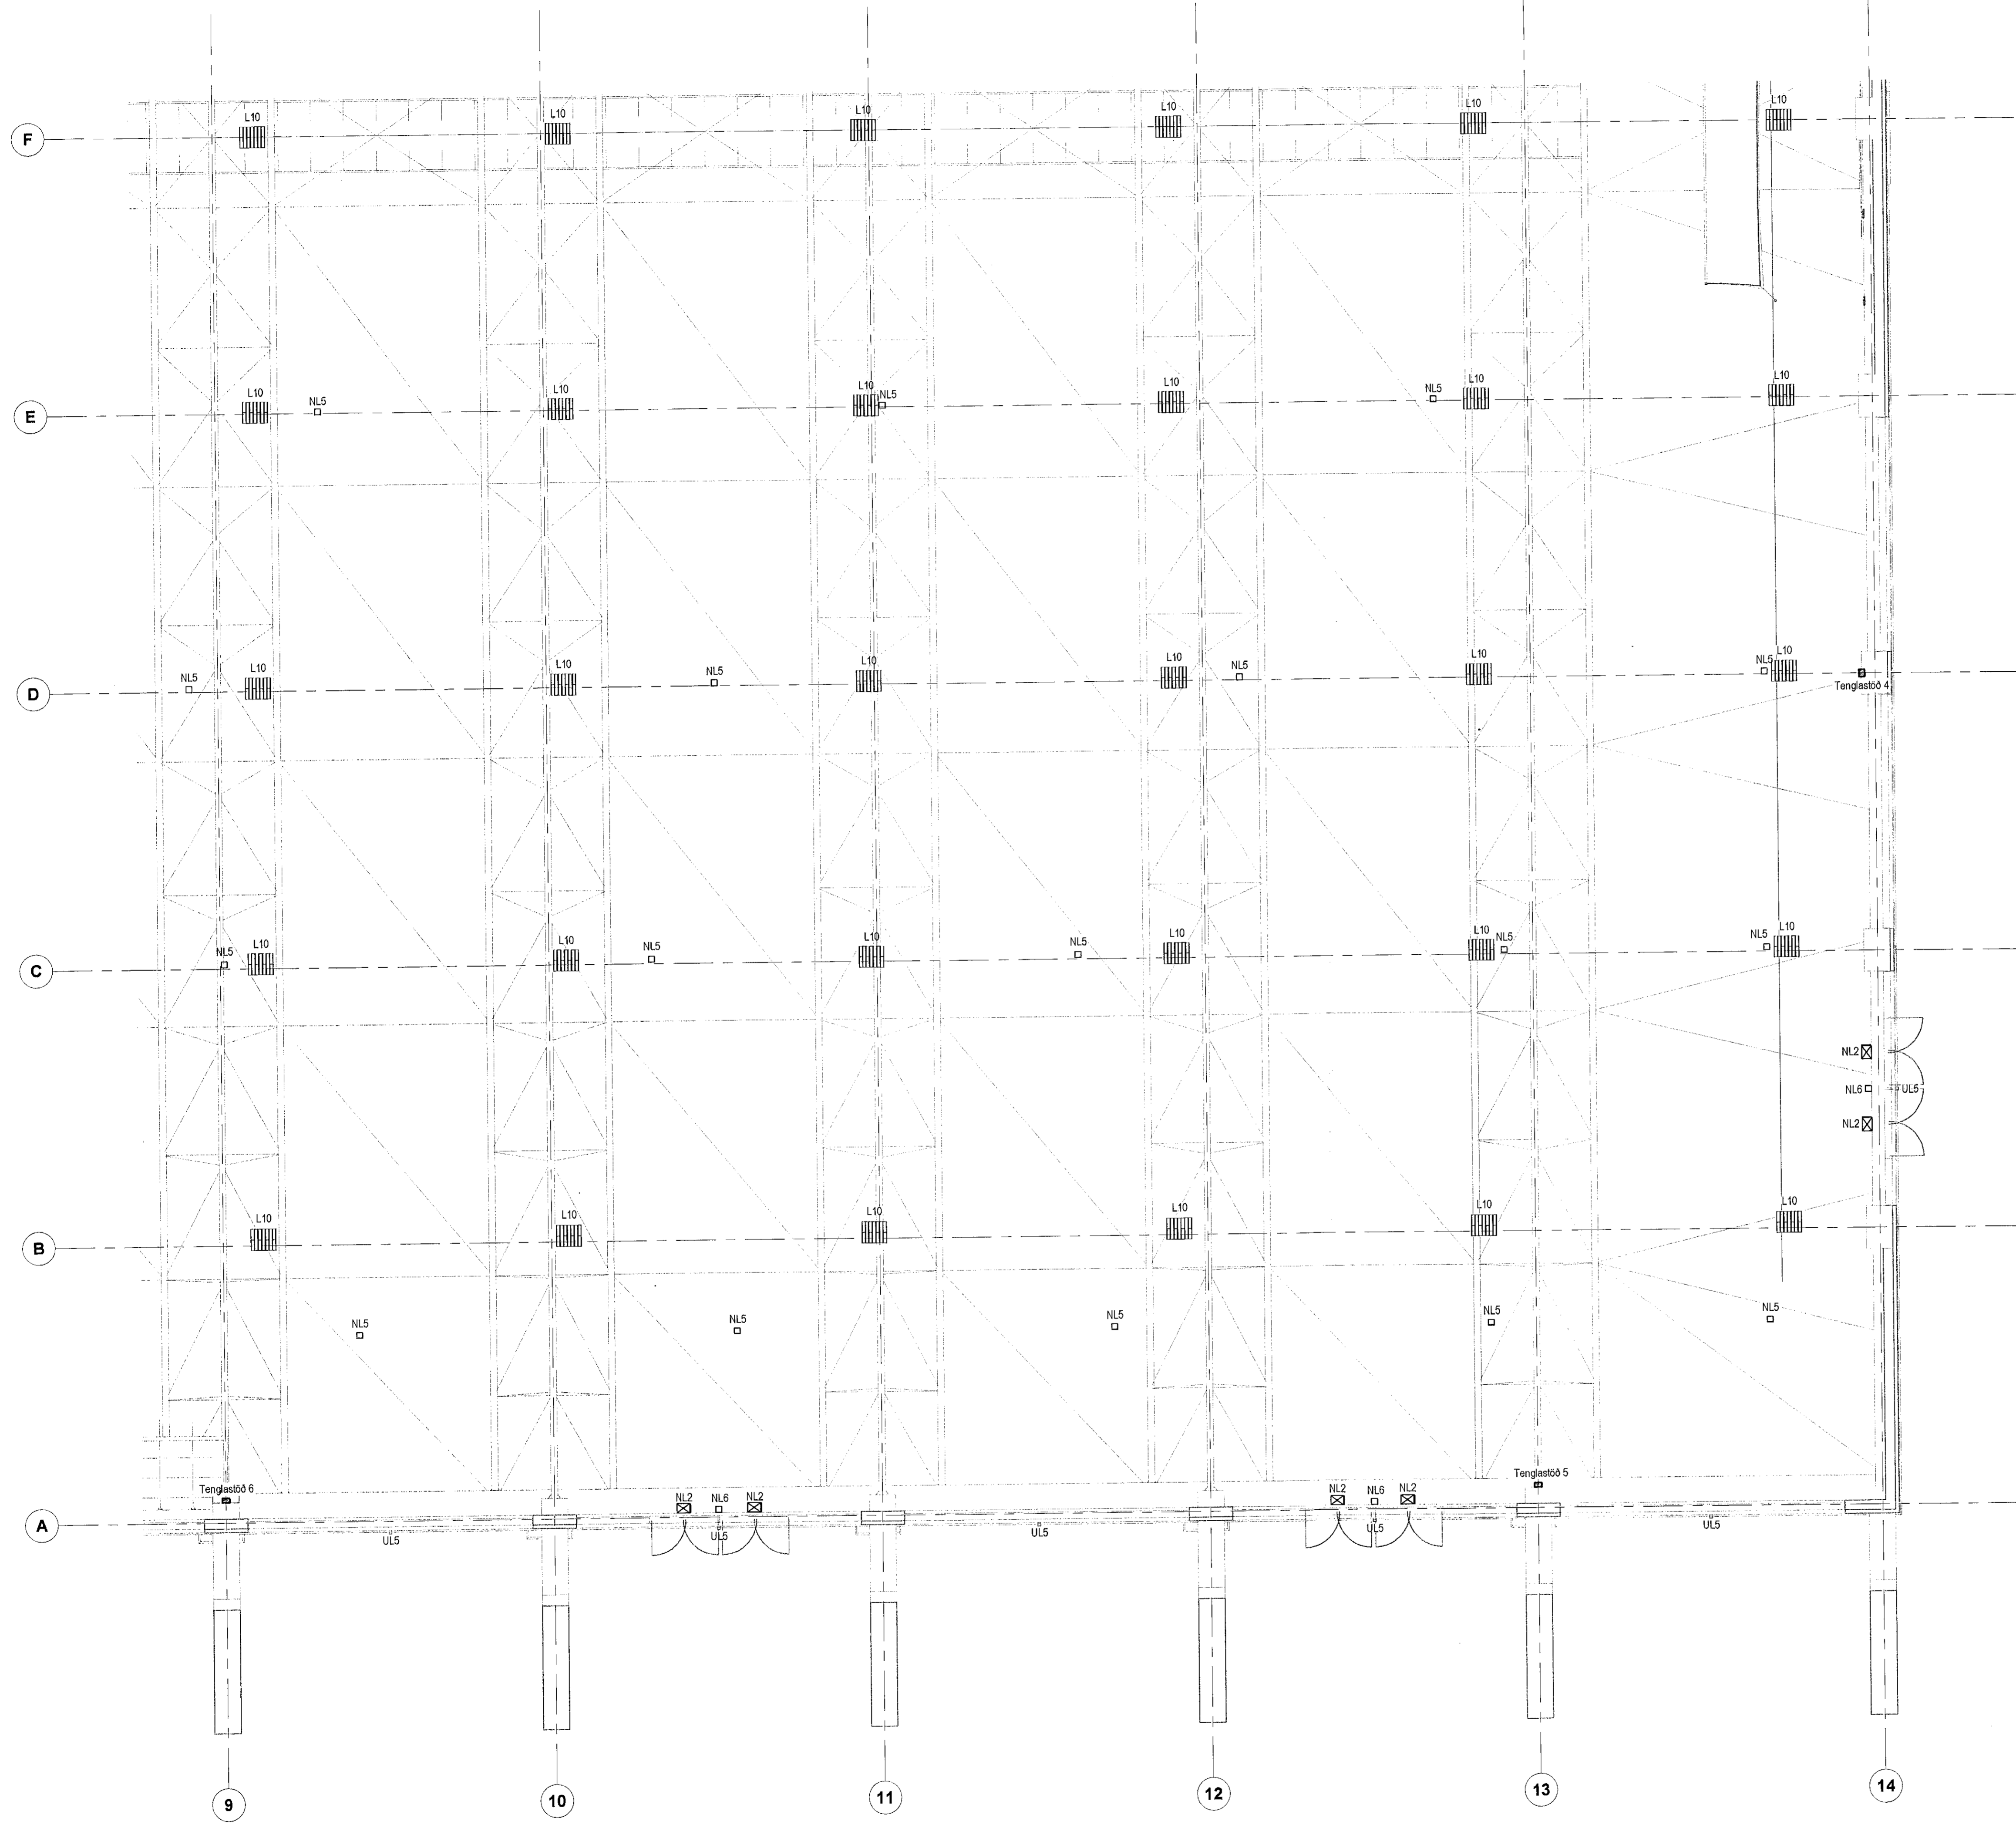 L10 L10 L10 L10 L10 L10
F
L10 L10 L10 L10 L10 L10
NL5 NL5 NL5
E
L10 L10 L10 L10 L10 L10
NL5 NL5 NL5 NL5
D
Tenglastöð 4
L10 L10 L10 L10 L10 L10
NL5 NL5 NL5 NL5 NL5
C
NL2
NL6 UL5
NL2
L10 L10 L10 L10 L10 L10
B
NL5 NL5 NL5 NL5 NL5
Tenglastöð 6 Tenglastöð 5
NL2 NL6 NL2 NL2 NL6 NL2
A
UL5 UL5 UL5 UL5 UL5
9 10 11 12 13 14